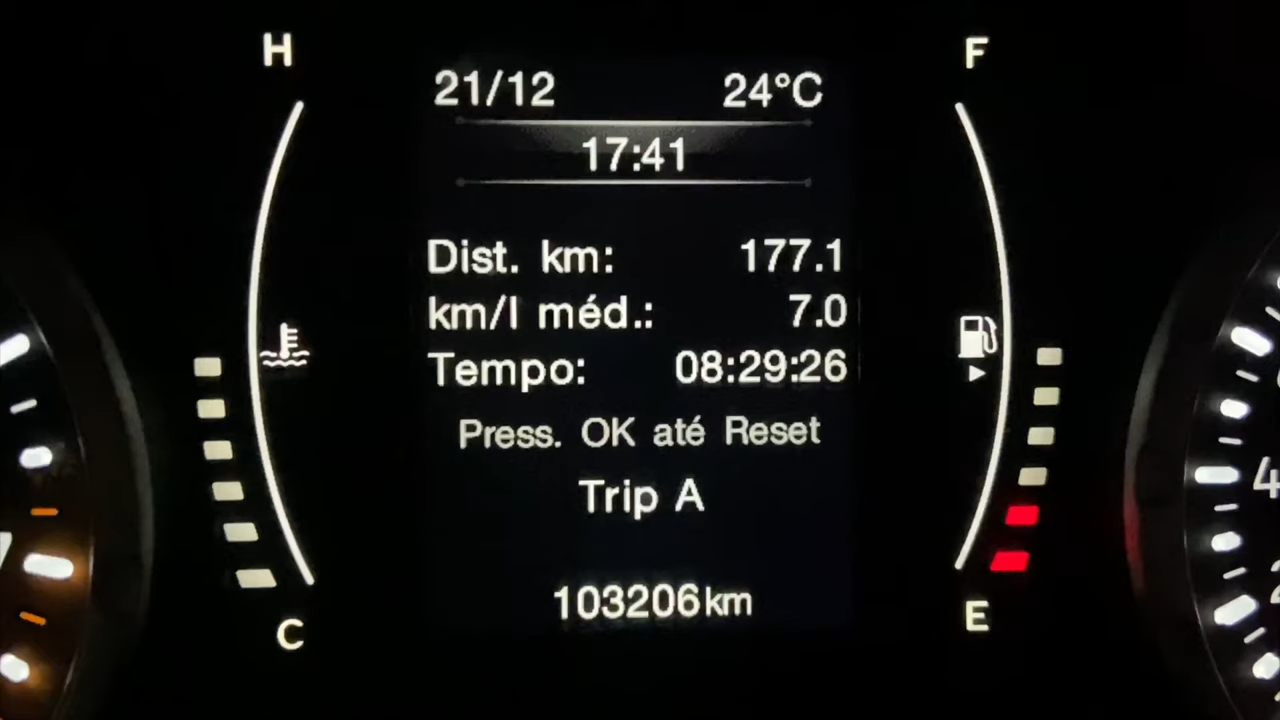 H
F
21/12 24°C
17:41
Dist. km: 177.1
km/l méd.: 7.0
Tempo: 08:29:26
Press. OK até Reset
Trip A
4
103206km
C
E